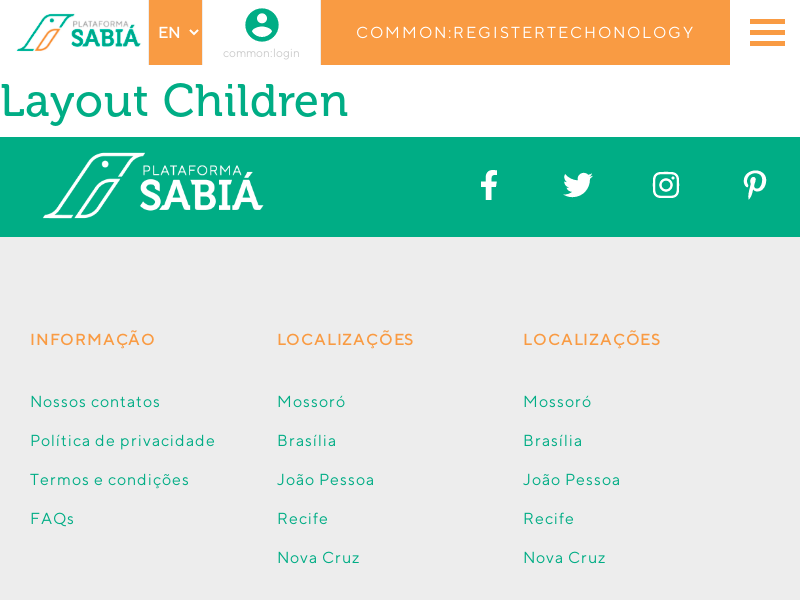 PLATAFORMA
SABIÁ
EN
common:login
COMMON:REGISTERTECHONOLOGY
Layout Children
PLATAFORMA
SABIÁ
INFORMAÇÃO
Nossos contatos
Política de privacidade
Termos e condições
FAQs
LOCALIZAÇÕES
Mossoró
Brasília
João Pessoa
Recife
Nova Cruz
LOCALIZAÇÕES
Mossoró
Brasília
João Pessoa
Recife
Nova Cruz